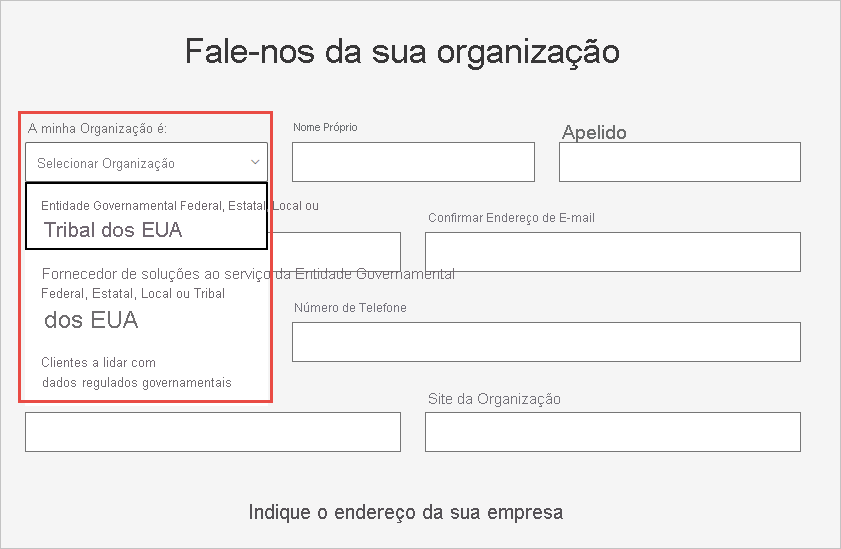 Fale-nos da sua organização
A minha Organização é:
Nome Próprio
Apelido
Selecionar Organização
Entidade Governamental Federal, Estatal, Local ou
Tribal dos EUA
Confirmar Endereço de E-mail
Fornecedor de soluções ao serviço da Entidade Governamental
Federal, Estatal, Local ou Tribal
dos EUA
Número de Telefone
Clientes a lidar com
dados regulados governamentais
Site da Organização
Indique o endereço da sua empresa